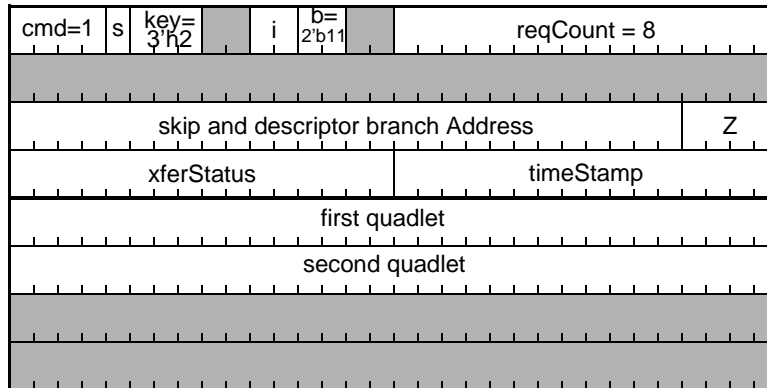 cmd=1 s key=3'h2 i b=2'b11 reqCount = 8
skip and descriptor branch Address Z
xferStatus timeStamp
first quadlet
second quadlet